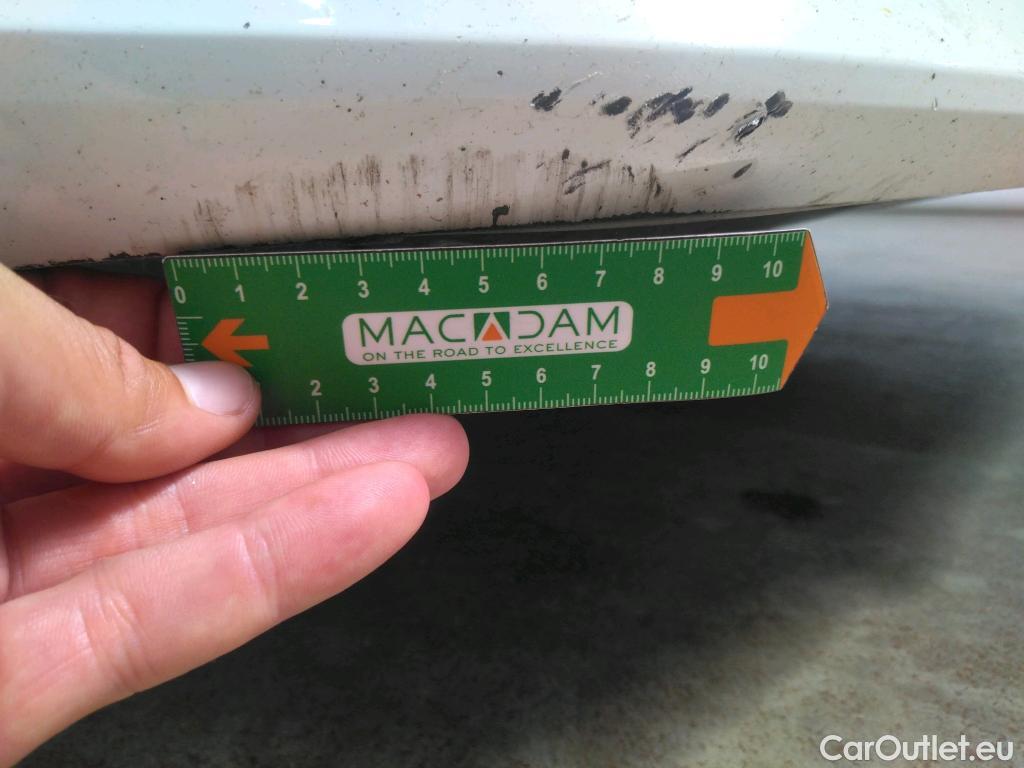 0 1 2 3 4 5 6 7 8 9 10
MACADAM
ON THE ROAD TO EXCELLENCE
2 3 4 5 6 7 8 9 10
CarOutlet.eu